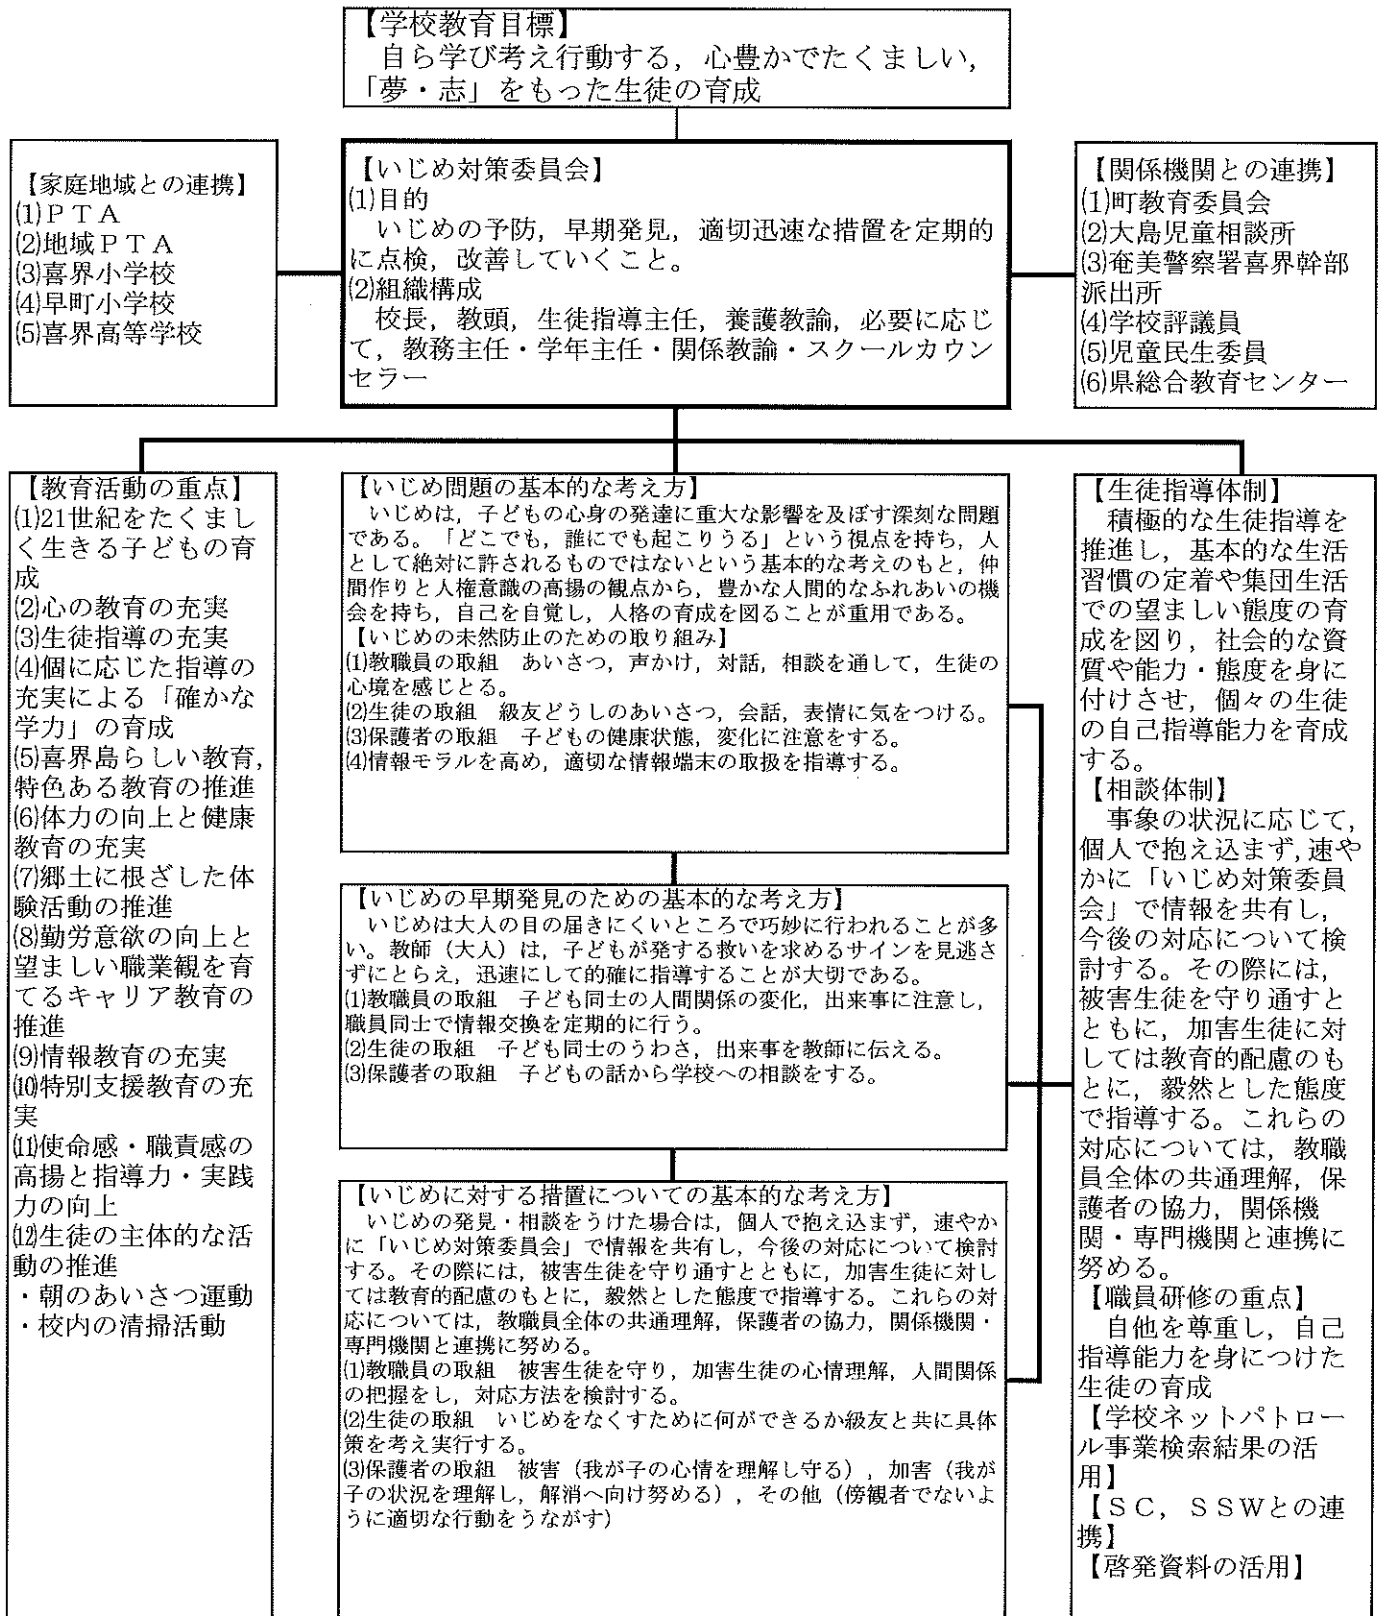 【学校教育目標】
自ら学び考え行動する，心豊かでたくましい，
「夢・志」をもった生徒の育成
【家庭地域との連携】
(1)ＰＴＡ
(2)地域ＰＴＡ
(3)喜界小学校
(4)早町小学校
(5)喜界高等学校
【いじめ対策委員会】
(1)目的
いじめの予防，早期発見，適切迅速な措置を定期的
に点検，改善していくこと。
(2)組織構成
校長，教頭，生徒指導主任，養護教諭，必要に応じ
て，教務主任・学年主任・関係教諭・スクールカウン
セラー
【関係機関との連携】
(1)町教育委員会
(2)大島児童相談所
(3)奄美警察署喜界幹部
派出所
(4)学校評議員
(5)児童民生委員
(6)県総合教育センター
【教育活動の重点】
(1)21世紀をたくまし
く生きる子どもの育
成
(2)心の教育の充実
(3)生徒指導の充実
(4)個に応じた指導の
充実による「確かな
学力」の育成
(5)喜界島らしい教育，
特色ある教育の推進
(6)体力の向上と健康
教育の充実
(7)郷土に根ざした体
験活動の推進
(8)勤労意欲の向上と
望ましい職業観を育
てるキャリア教育の
推進
(9)情報教育の充実
(10)特別支援教育の充
実
(11)使命感・職責感の
高揚と指導力・実践
力の向上
(12)生徒の主体的な活
動の推進
・朝のあいさつ運動
・校内の清掃活動
【いじめ問題の基本的な考え方】
いじめは，子どもの心身の発達に重大な影響を及ぼす深刻な問題
である。「どこでも，誰にでも起こりうる」という視点を持ち，人
として絶対に許されるものではないという基本的な考えのもと，仲
間作りと人権意識の高揚の観点から，豊かな人間的なふれあいの機
会を持ち，自己を自覚し，人格の育成を図ることが重用である。
【いじめの未然防止のための取り組み】
(1)教職員の取組　あいさつ，声かけ，対話，相談を通して，生徒の
心境を感じとる。
(2)生徒の取組　級友どうしのあいさつ，会話，表情に気をつける。
(3)保護者の取組　子どもの健康状態，変化に注意をする。
(4)情報モラルを高め，適切な情報端末の取扱を指導する。
【いじめの早期発見のための基本的な考え方】
いじめは大人の目の届きにくいところで巧妙に行われることが多
い。教師（大人）は，子どもが発する救いを求めるサインを見逃さ
ずにとらえ，迅速にして的確に指導することが大切である。
(1)教職員の取組　子ども同士の人間関係の変化，出来事に注意し，
職員同士で情報交換を定期的に行う。
(2)生徒の取組　子ども同士のうわさ，出来事を教師に伝える。
(3)保護者の取組　子どもの話から学校への相談をする。
【いじめに対する措置についての基本的な考え方】
いじめの発見・相談をうけた場合は，個人で抱え込まず，速やか
に「いじめ対策委員会」で情報を共有し，今後の対応について検討
する。その際には，被害生徒を守り通すとともに，加害生徒に対し
ては教育的配慮のもとに，毅然とした態度で指導する。これらの対
応については，教職員全体の共通理解，保護者の協力，関係機関・
専門機関と連携に努める。
(1)教職員の取組　被害生徒を守り，加害生徒の心情理解，人間関係
の把握をし，対応方法を検討する。
(2)生徒の取組　いじめをなくすために何ができるか級友と共に具体
策を考え実行する。
(3)保護者の取組　被害（我が子の心情を理解し守る），加害（我が
子の状況を理解し，解消へ向け努める），その他（傍観者でないよ
うに適切な行動をうながす）
【生徒指導体制】
積極的な生徒指導を
推進し，基本的な生活
習慣の定着や集団生活
での望ましい態度の育
成を図り，社会的な資
質や能力・態度を身に
付けさせ，個々の生徒
の自己指導能力を育成
する。
【相談体制】
事象の状況に応じて，
個人で抱え込まず，速や
かに「いじめ対策委員
会」で情報を共有し，
今後の対応について検
討する。その際には，
被害生徒を守り通すと
ともに，加害生徒に対
しては教育的配慮のも
とに，毅然とした態度
で指導する。これらの
対応については，教職
員全体の共通理解，保
護者の協力，関係機
関・専門機関と連携に
努める。
【職員研修の重点】
自他を尊重し，自己
指導能力を身につけた
生徒の育成
【学校ネットパトロー
ル事業検索結果の活
用】
【ＳＣ，ＳＳＷとの連
携】
【啓発資料の活用】